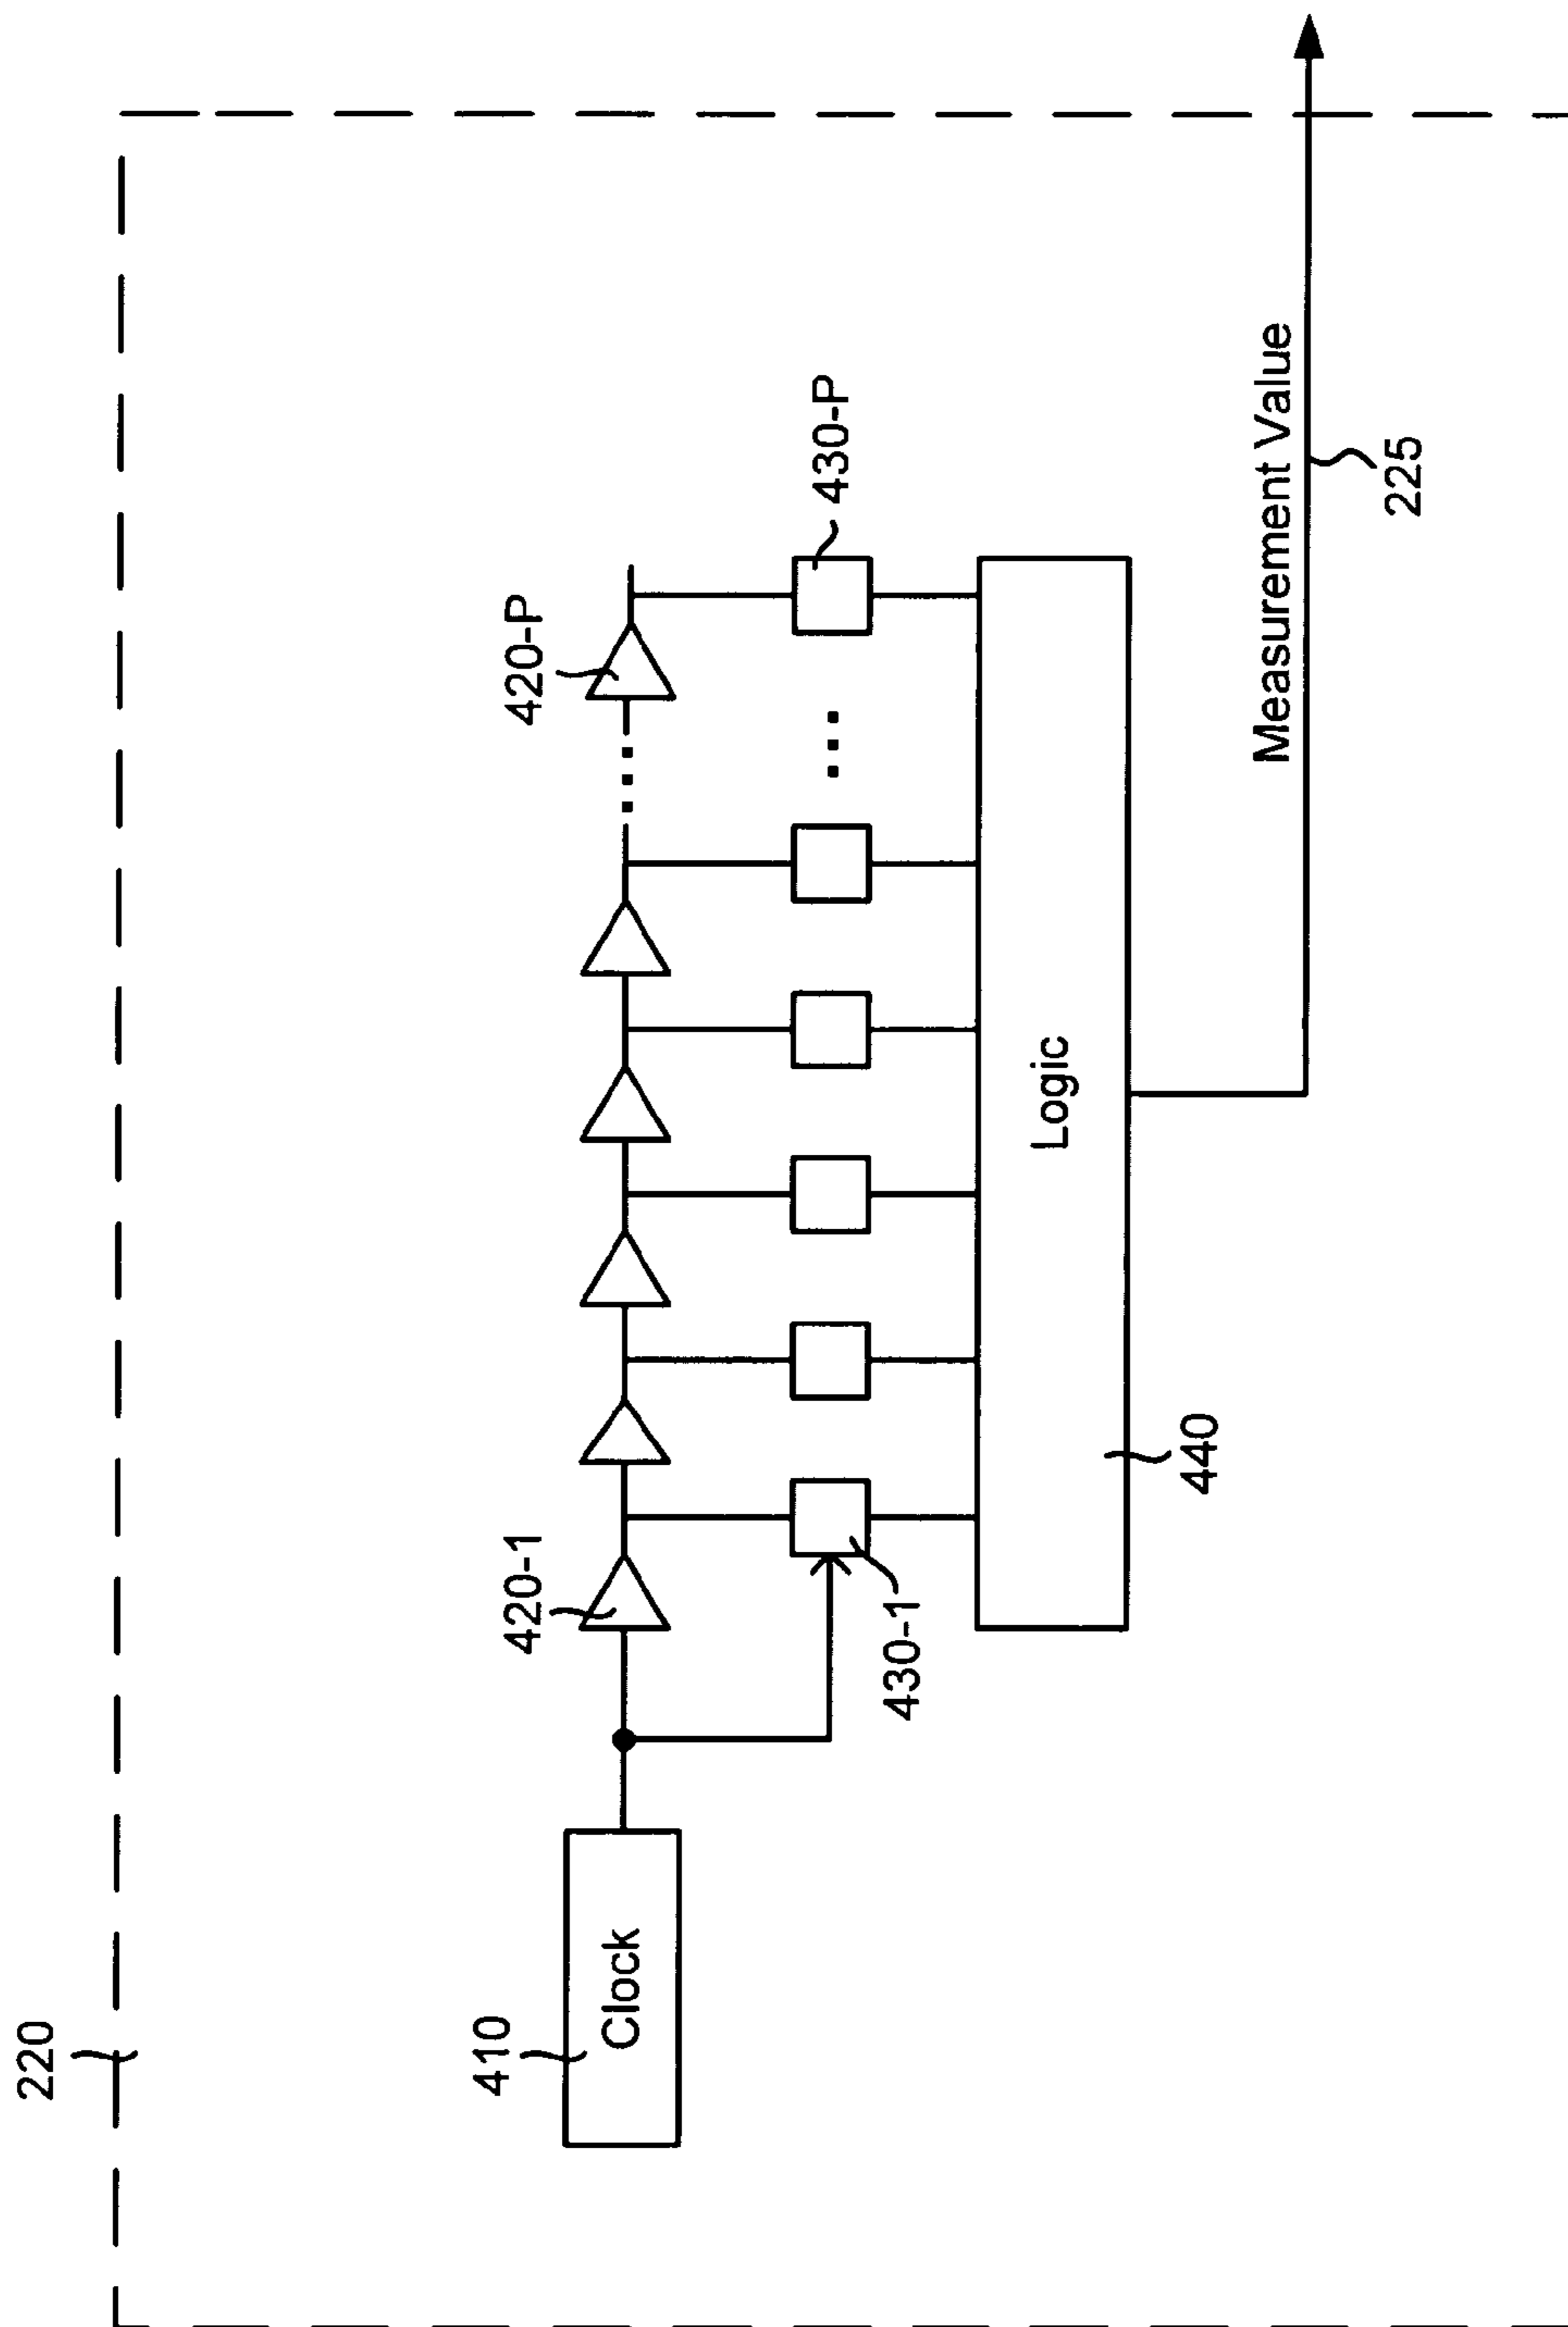 220
410
Clock
420-1
420-P
430-1
430-P
Logic
440
Measurement Value
225